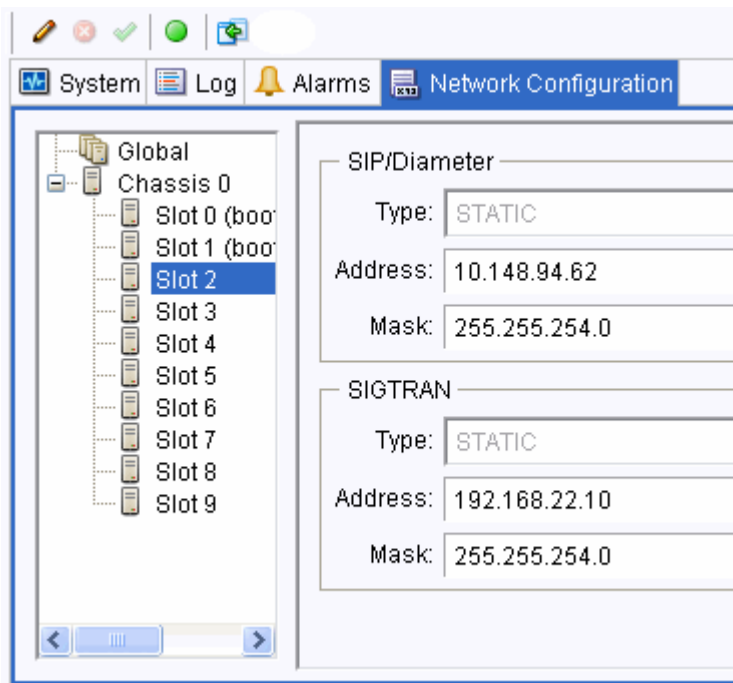 System Log Alarms Network Configuration
Global
Chassis 0
Slot 0 (boo
Slot 1 (boo
Slot 2
Slot 3
Slot 4
Slot 5
Slot 6
Slot 7
Slot 8
Slot 9
SIP/Diameter
Type: STATIC
Address: 10.148.94.62
Mask: 255.255.254.0
SIGTRAN
Type: STATIC
Address: 192.168.22.10
Mask: 255.255.254.0